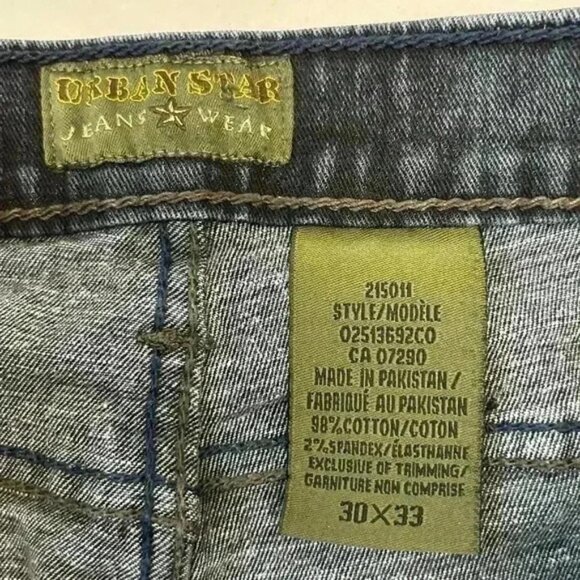 URBAN STAR
JEANS WEAR
215011
STYLE/MODÈLE
02513692CO
CA 07290
MADE IN PAKISTAN/
FABRIQUÉ AU PAKISTAN
98% COTTON/COTON
2% SPANDEX/ÉLASTHANNE
EXCLUSIVE OF TRIMMING/
GARNITURE NON COMPRISE
30X33